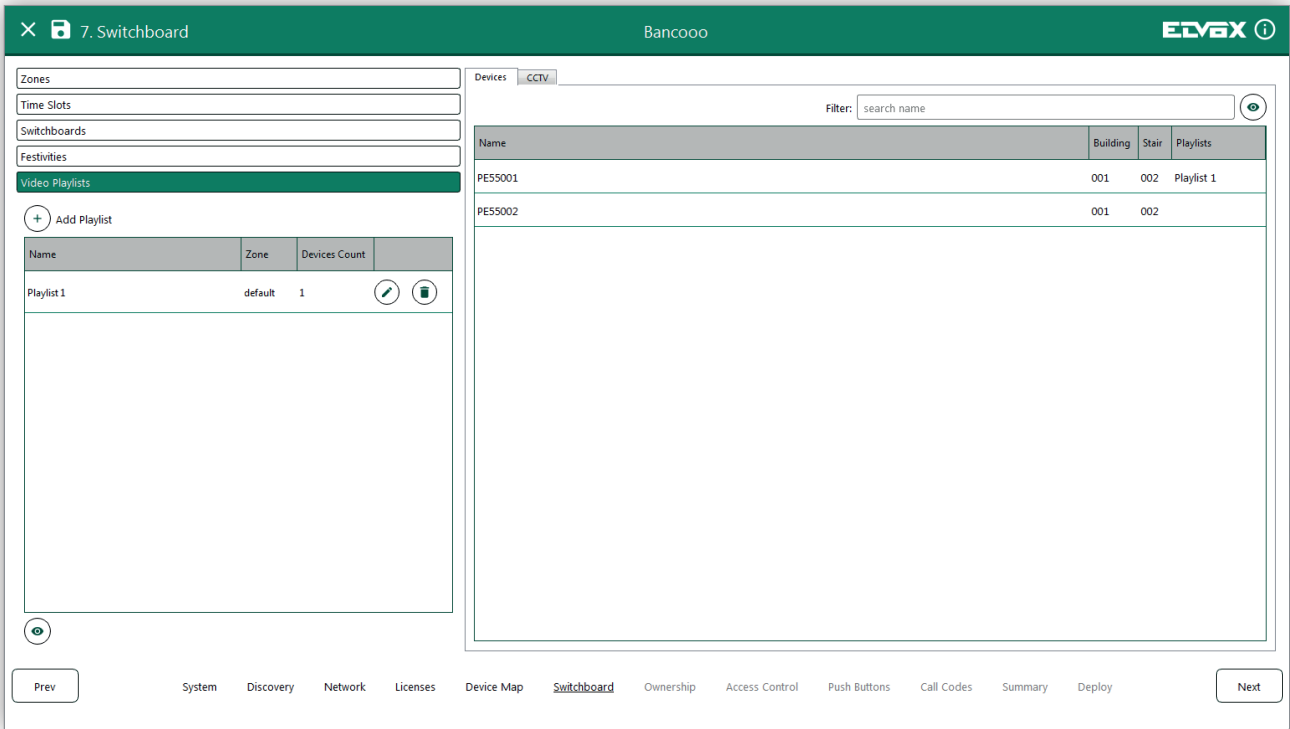 7. Switchboard
Bancooo
ELVOX
Zones
Time Slots
Switchboards
Festivities
Video Playlists
Add Playlist
Name Zone Devices Count
Playlist 1 default 1
Devices CCTV
Filter: search name
Name Building Stair Playlists
PE55001 001 002 Playlist 1
PE55002 001 002
Prev System Discovery Network Licenses Device Map Switchboard Ownership Access Control Push Buttons Call Codes Summary Deploy Next